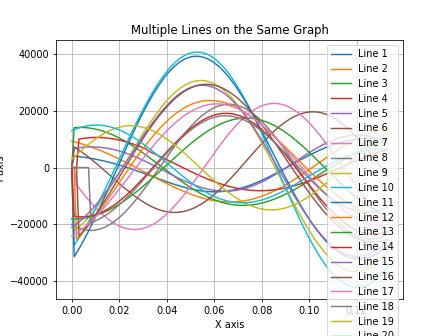 Multiple Lines on the Same Graph
40000
20000
0
−20000
−40000
0.00
0.02
0.04
0.06
0.08
0.10
X axis
Line 1
Line 2
Line 3
Line 4
Line 5
Line 6
Line 7
Line 8
Line 9
Line 10
Line 11
Line 12
Line 13
Line 14
Line 15
Line 16
Line 17
Line 18
Line 19
Line 20